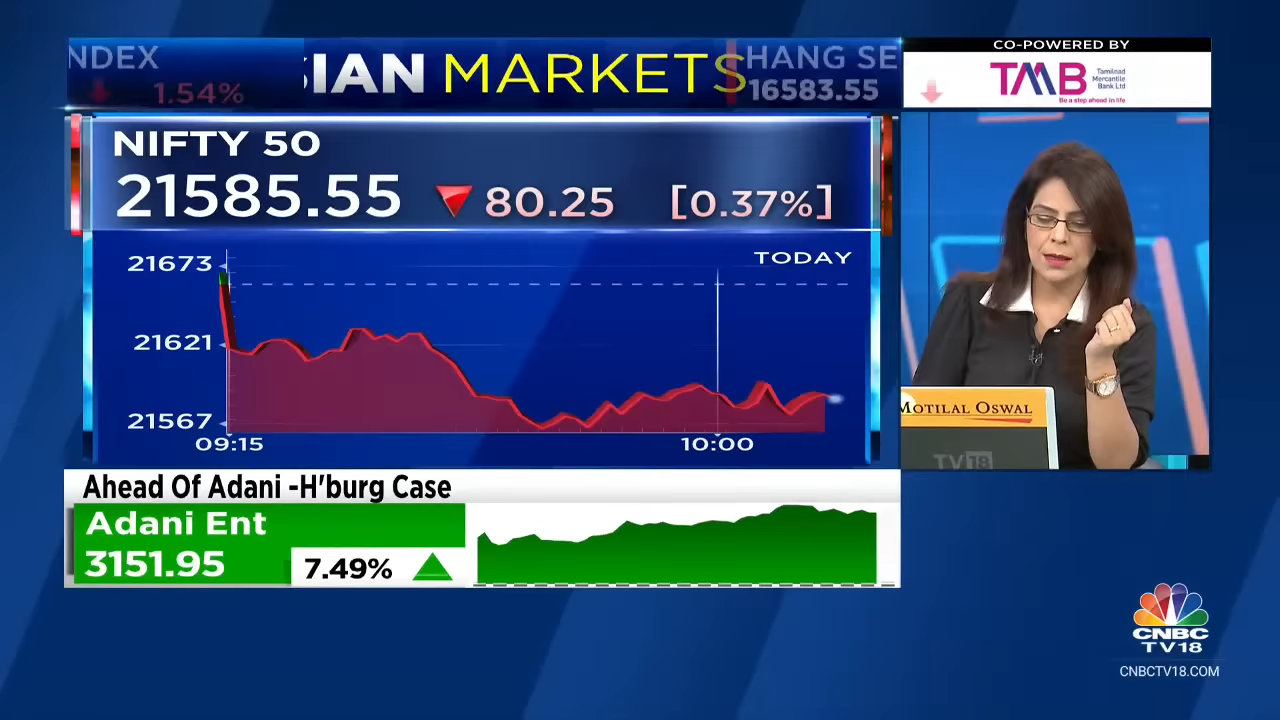 NDEX
1.54%
SIAN MARKETS
HANG SE
16583.55
CO-POWERED BY
TMB
Tamilnad
Mercantile
Bank Ltd
Be a step ahead in life
NIFTY 50
21585.55 80.25 [0.37%]
TODAY
21673
21621
21567
09:15 10:00
MOTILAL OSWAL
TV18
Ahead Of Adani -H'burg Case
Adani Ent
3151.95
7.49%
CNBC
TV18
CNBCTV18.COM